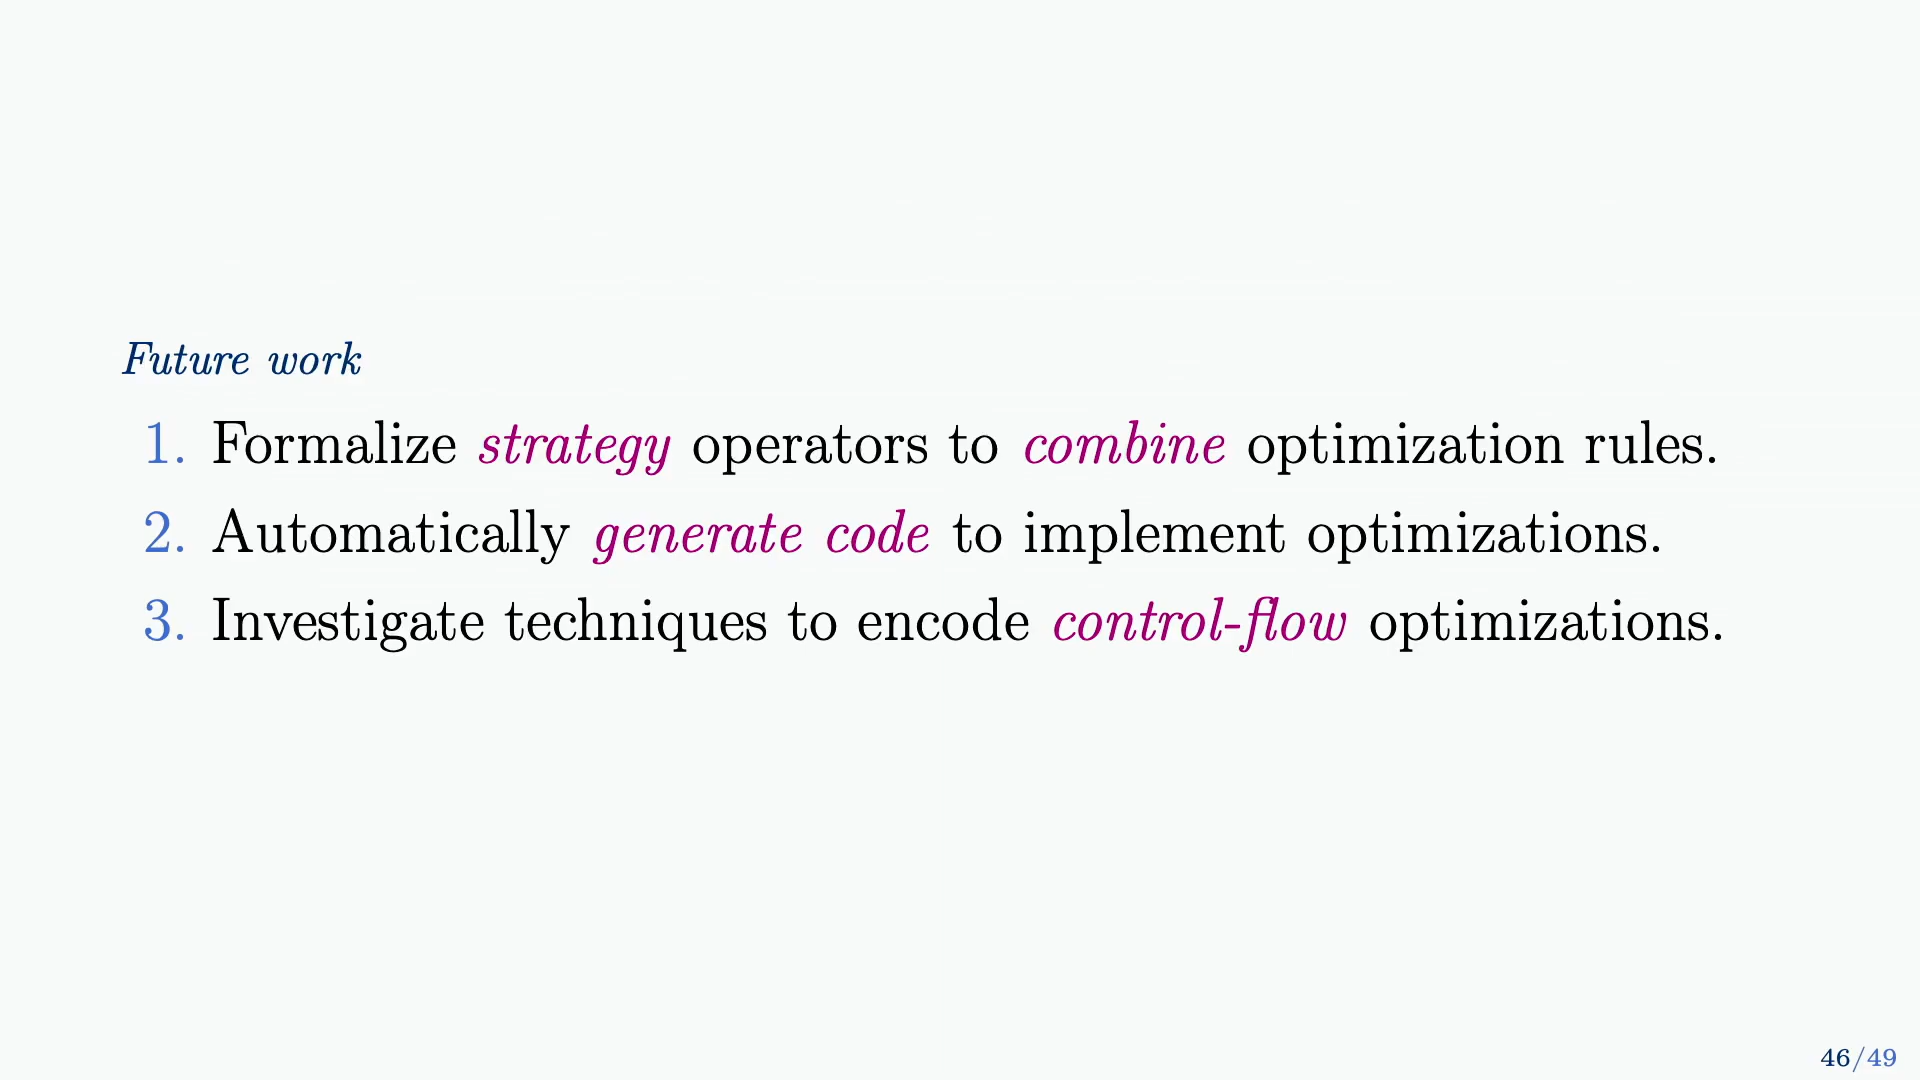 Future work
1. Formalize strategy operators to combine optimization rules.
2. Automatically generate code to implement optimizations.
3. Investigate techniques to encode control-flow optimizations.
46/49